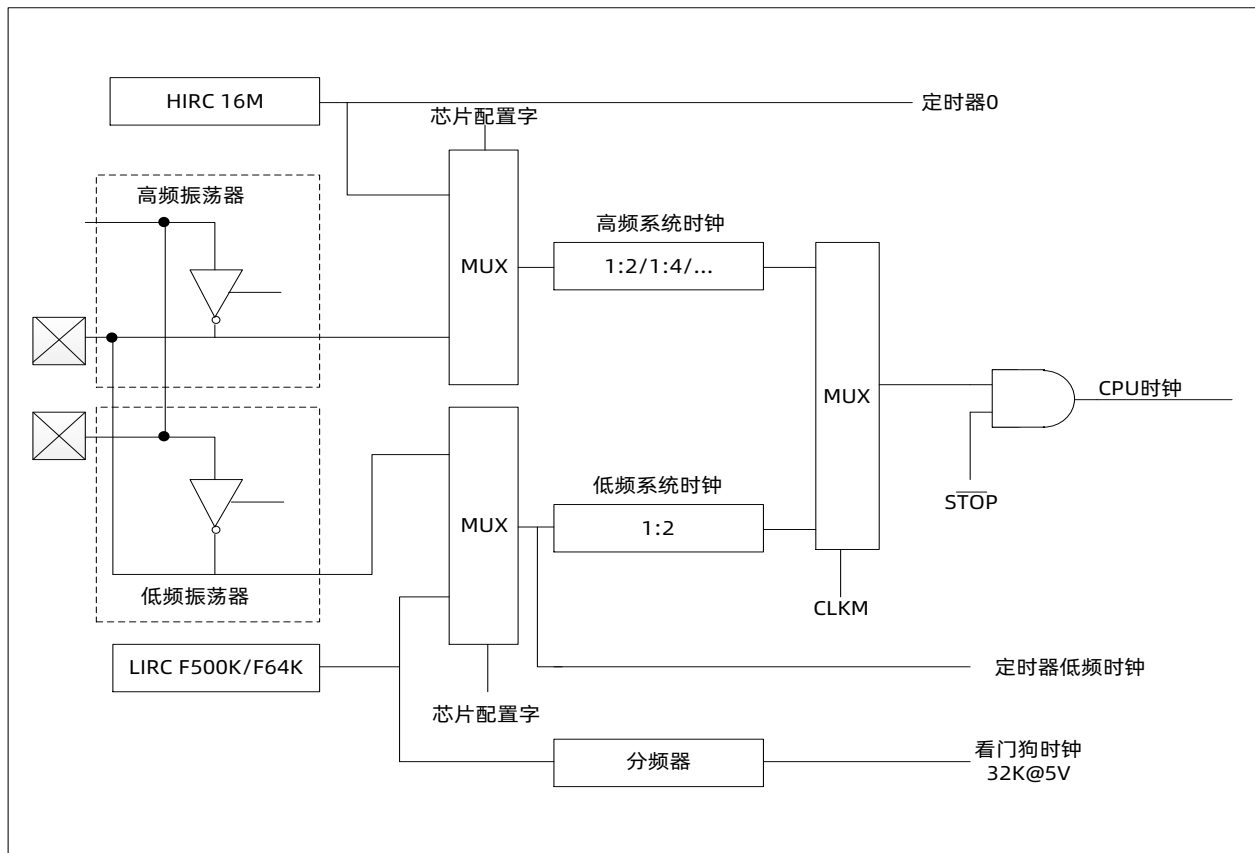 HIRC 16M
定时器0
芯片配置字
高频振荡器
MUX
高频系统时钟
1:2/1:4/...
MUX
CPU时钟
STOP
MUX
低频系统时钟
1:2
低频振荡器
CLKM
LIRC F500K/F64K
定时器低频时钟
芯片配置字
分频器
看门狗时钟
32K@5V